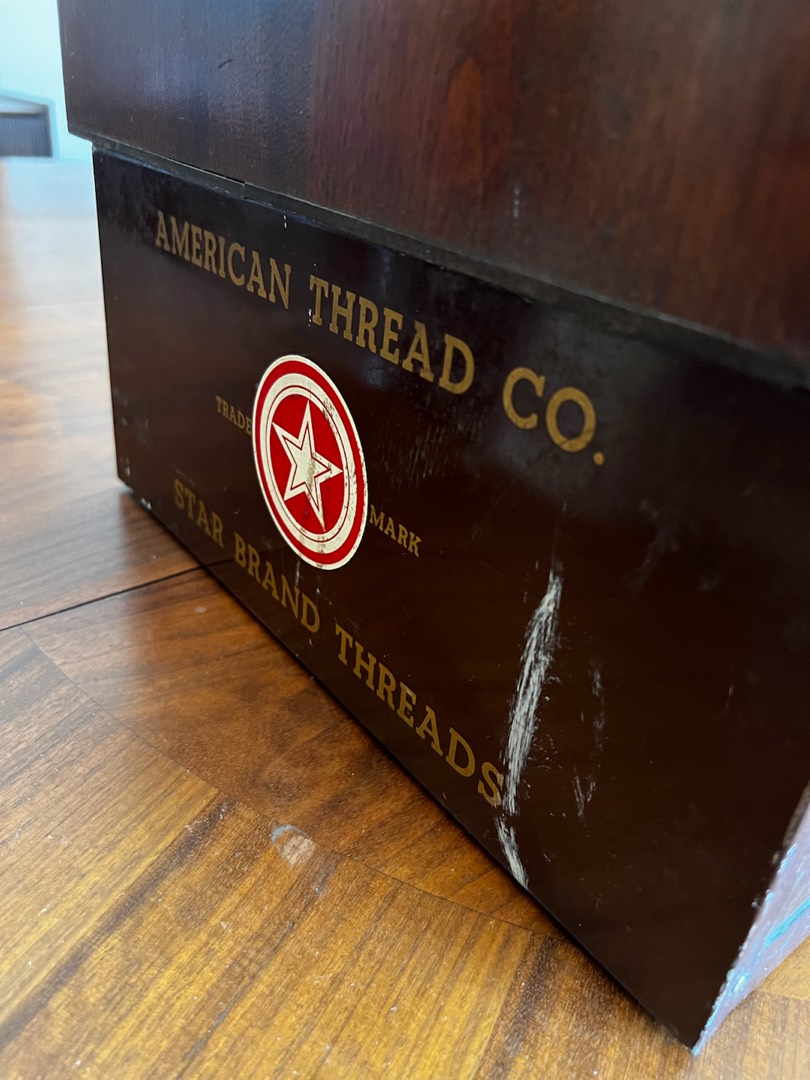 AMERICAN THREAD CO.
TRADE MARK
STAR BRAND THREADS